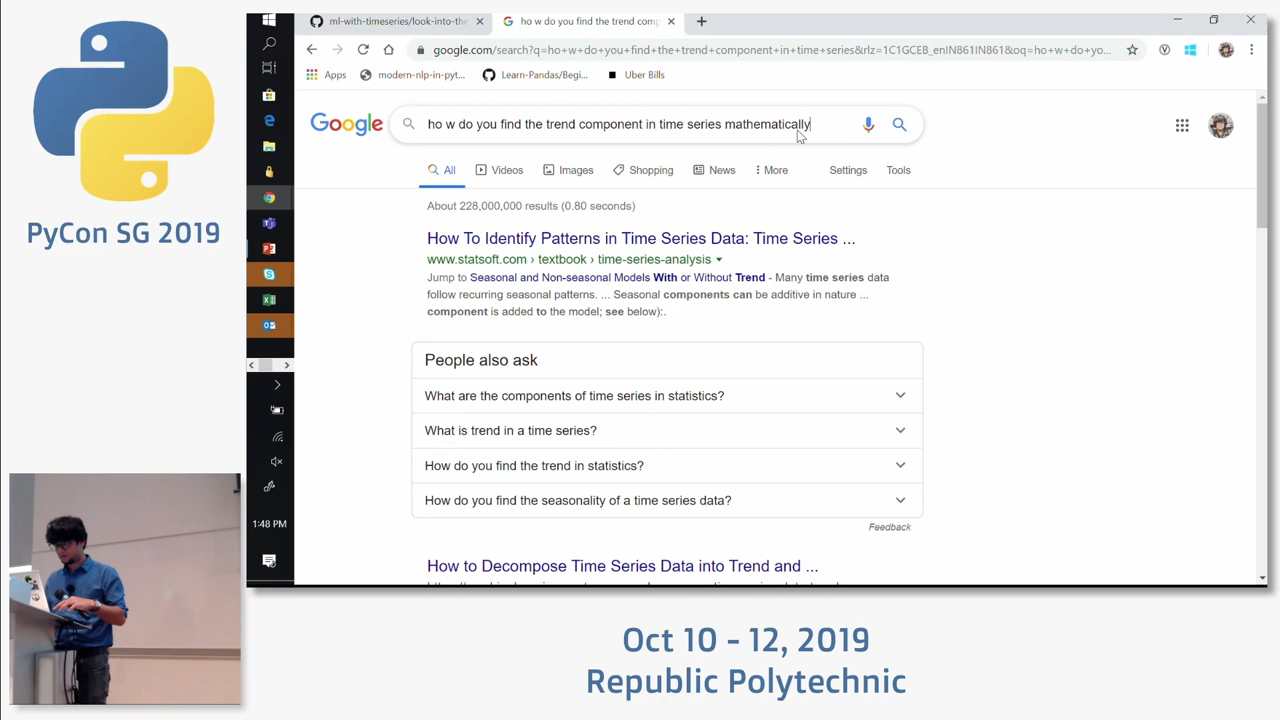 PyCon SG 2019
ml-with-timeseries/look-into-the
ho w do you find the trend comp
google.com/search?q=ho+w+do+you+find+the+trend+component+in+time+series&rlz=1C1GCEB_enIN861IN861&oq=ho+w+do+yo...
Apps
modern-nlp-in-pyt...
Learn-Pandas/Begi...
Uber Bills
Google
ho w do you find the trend component in time series mathematically
All
Videos
Images
Shopping
News
More
Settings
Tools
About 228,000,000 results (0.80 seconds)
How To Identify Patterns in Time Series Data: Time Series ...
www.statsoft.com › textbook › time-series-analysis
Jump to Seasonal and Non-seasonal Models With or Without Trend - Many time series data
follow recurring seasonal patterns. ... Seasonal components can be additive in nature ...
component is added to the model; see below):.
People also ask
What are the components of time series in statistics?
What is trend in a time series?
How do you find the trend in statistics?
How do you find the seasonality of a time series data?
Feedback
How to Decompose Time Series Data into Trend and ...
1:48 PM
Oct 10 - 12, 2019
Republic Polytechnic